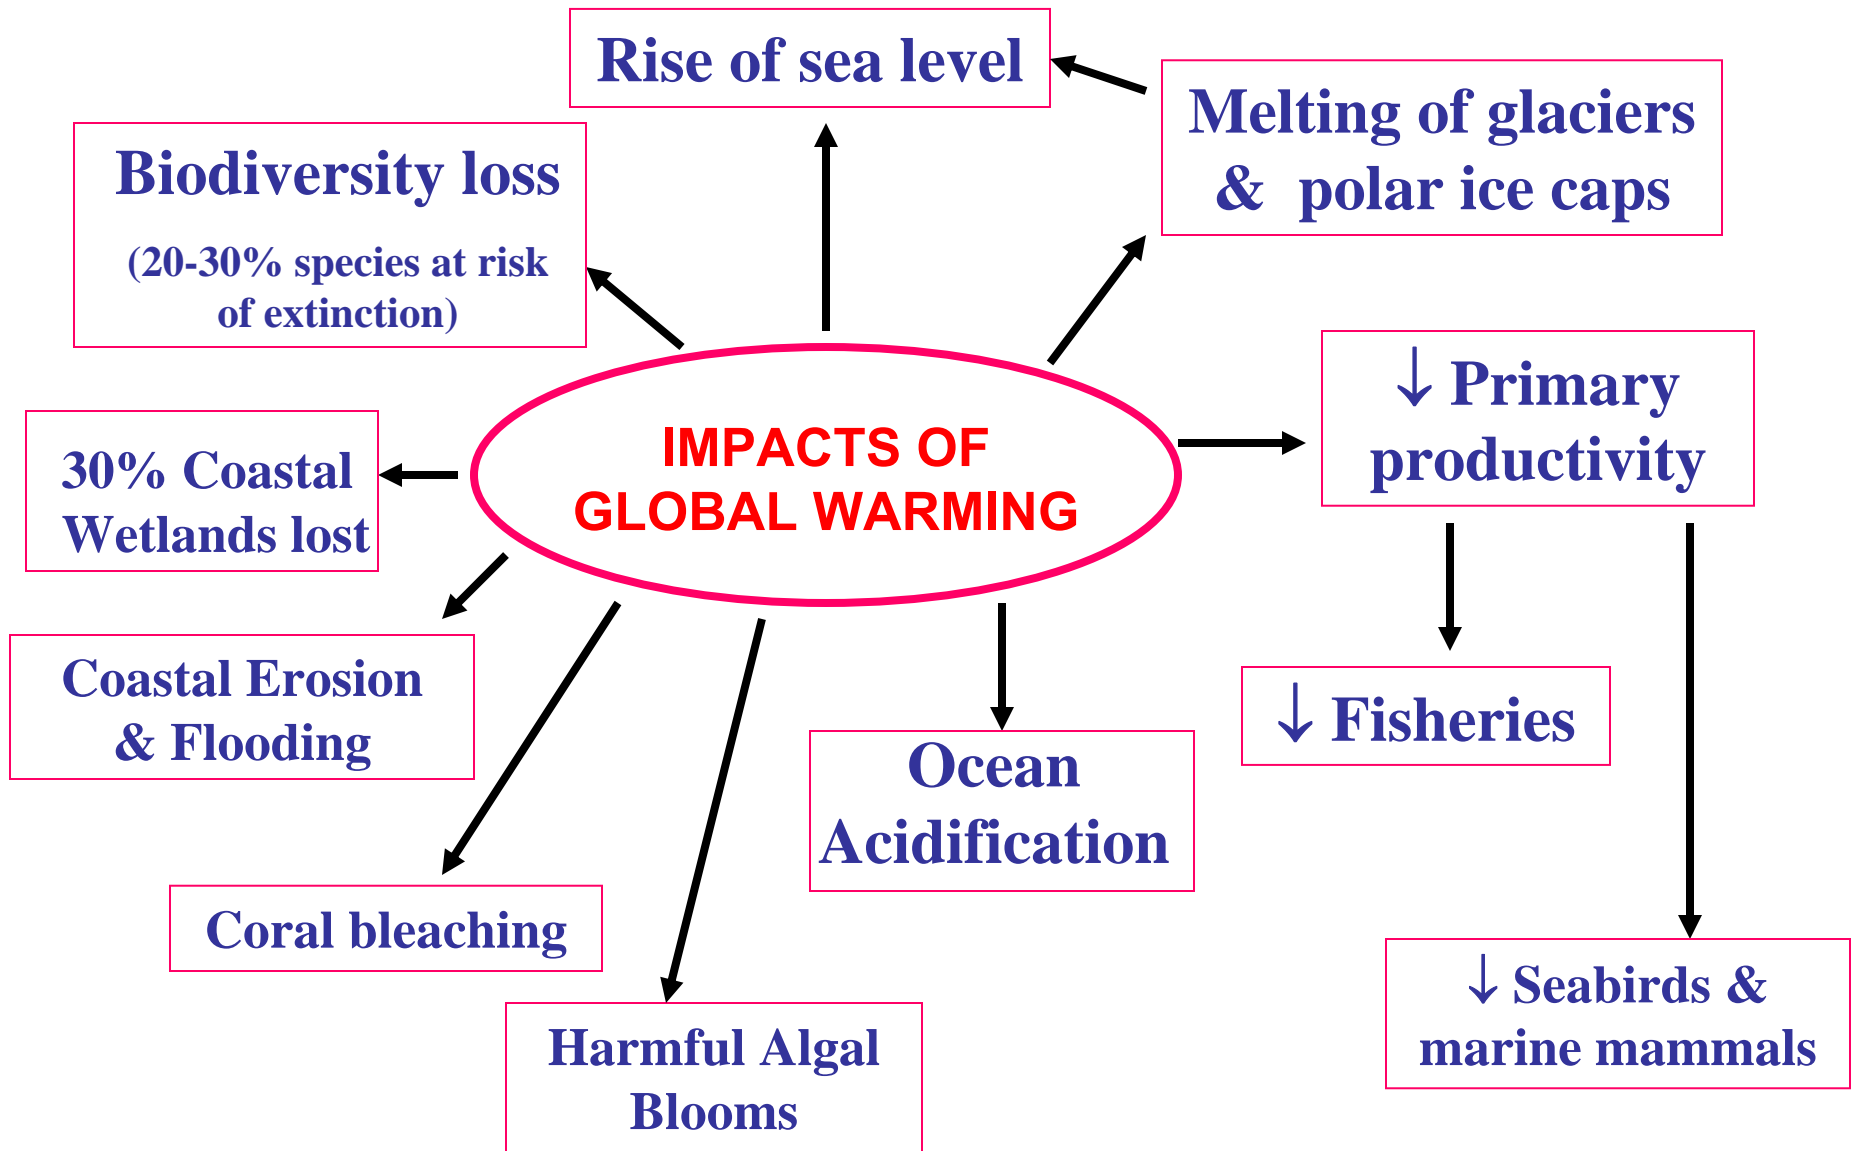 Rise of sea level
Melting of glaciers
& polar ice caps
Biodiversity loss
(20-30% species at risk
of extinction)
↓ Primary
productivity
IMPACTS OF
GLOBAL WARMING
30% Coastal
Wetlands lost
Coastal Erosion
& Flooding
↓ Fisheries
Ocean
Acidification
Coral bleaching
↓ Seabirds &
marine mammals
Harmful Algal
Blooms